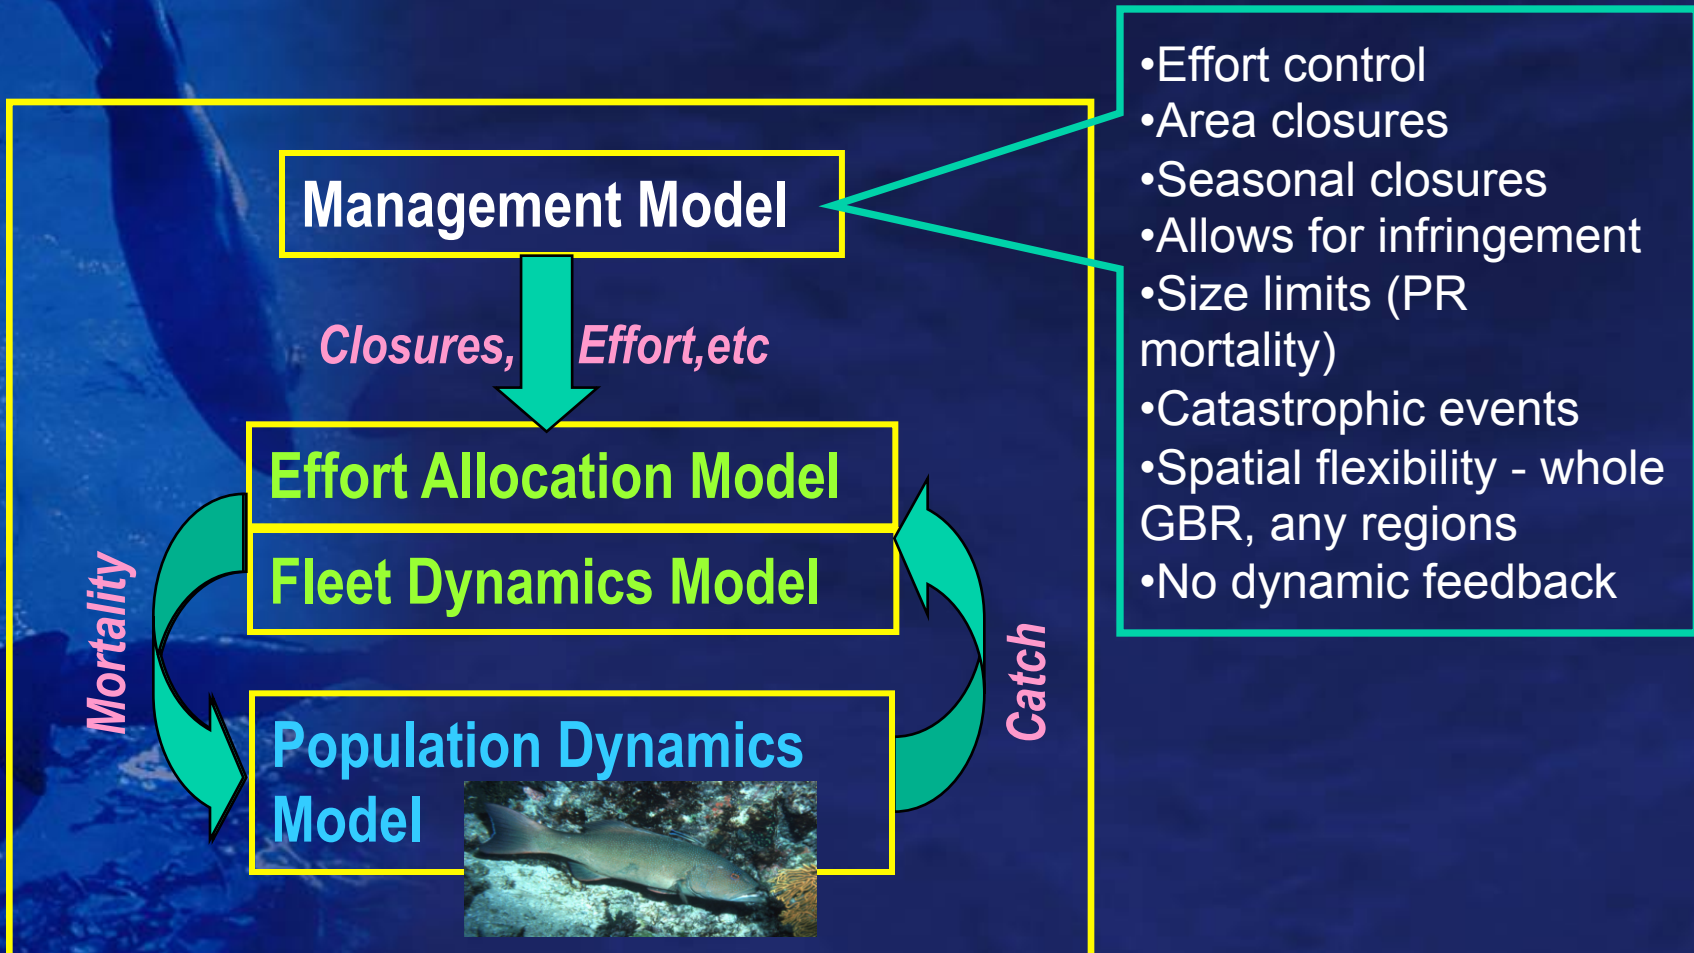 Management Model
Closures, Effort,etc
Effort Allocation Model
Fleet Dynamics Model
Mortality
Catch
Population Dynamics
Model
•Effort control
•Area closures
•Seasonal closures
•Allows for infringement
•Size limits (PR
mortality)
•Catastrophic events
•Spatial flexibility - whole
GBR, any regions
•No dynamic feedback